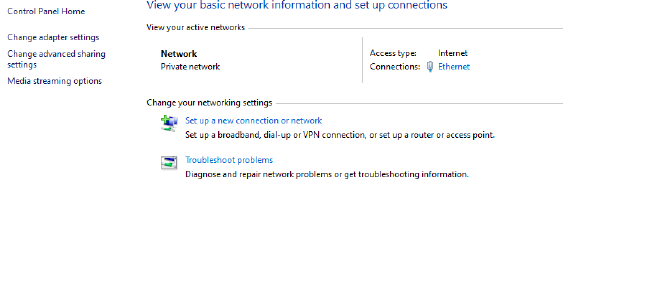 View your basic network information and set up connections
Control Panel Home
Change adapter settings
Change advanced sharing
settings
Media streaming options
View your active networks
Network
Private network
Access type: Internet
Connections: Ethernet
Change your networking settings
Set up a new connection or network
Set up a broadband, dial-up or VPN connection, or set up a router or access point.
Troubleshoot problems
Diagnose and repair network problems or get troubleshooting information.